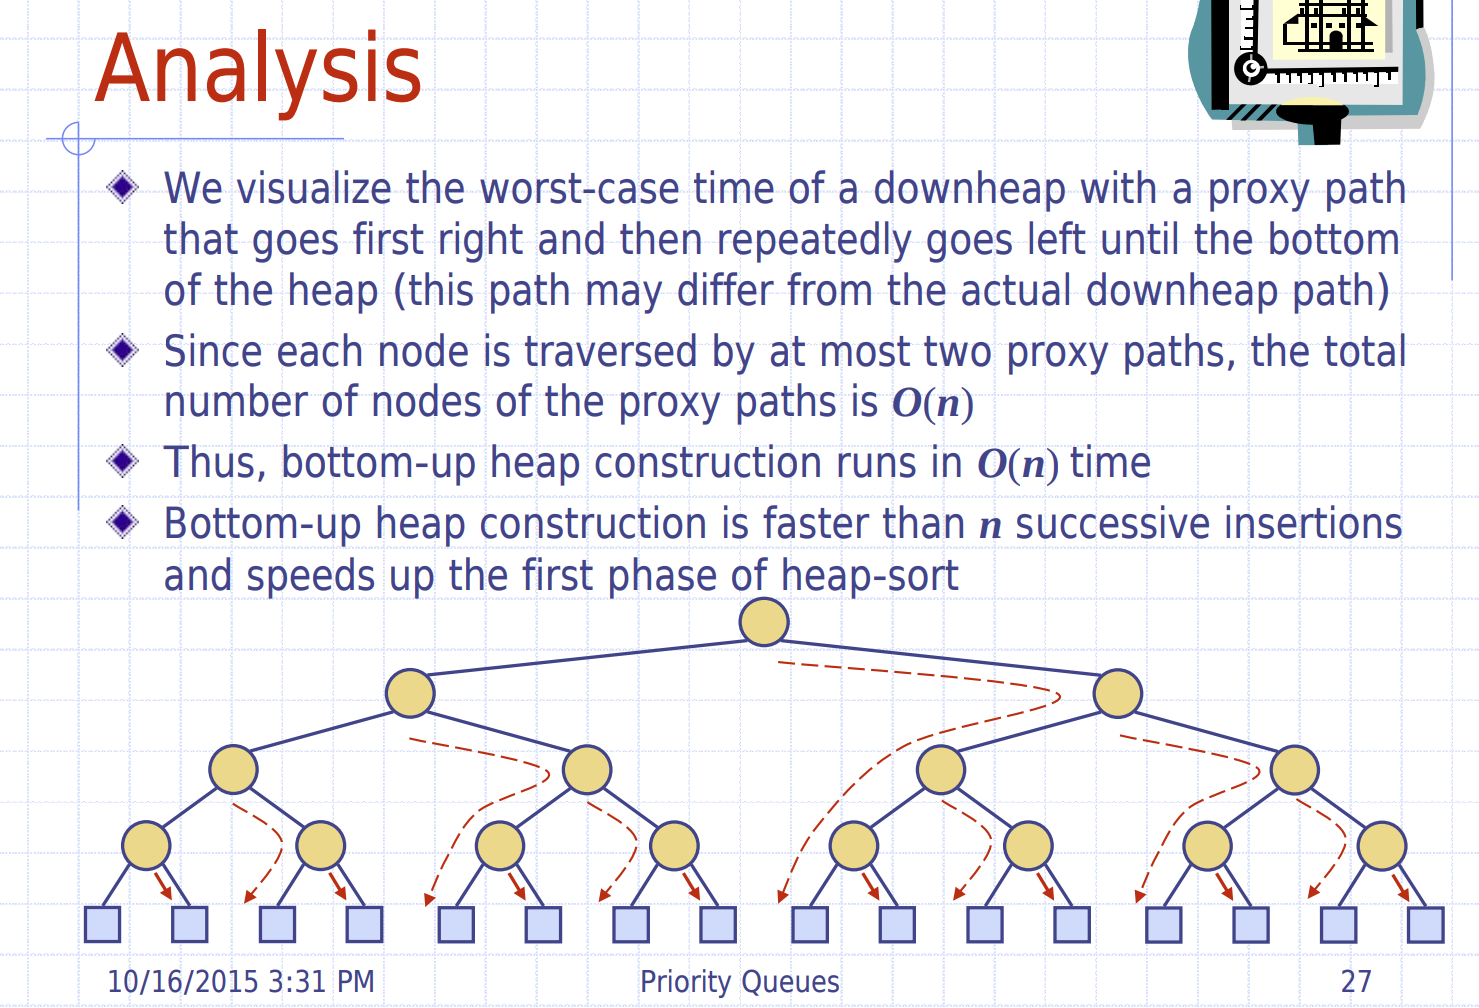 Analysis
We visualize the worst-case time of a downheap with a proxy path
that goes first right and then repeatedly goes left until the bottom
of the heap (this path may differ from the actual downheap path)
Since each node is traversed by at most two proxy paths, the total
number of nodes of the proxy paths is O(n)
Thus, bottom-up heap construction runs in O(n) time
Bottom-up heap construction is faster than n successive insertions
and speeds up the first phase of heap-sort
10/16/2015 3:31 PM
Priority Queues
27